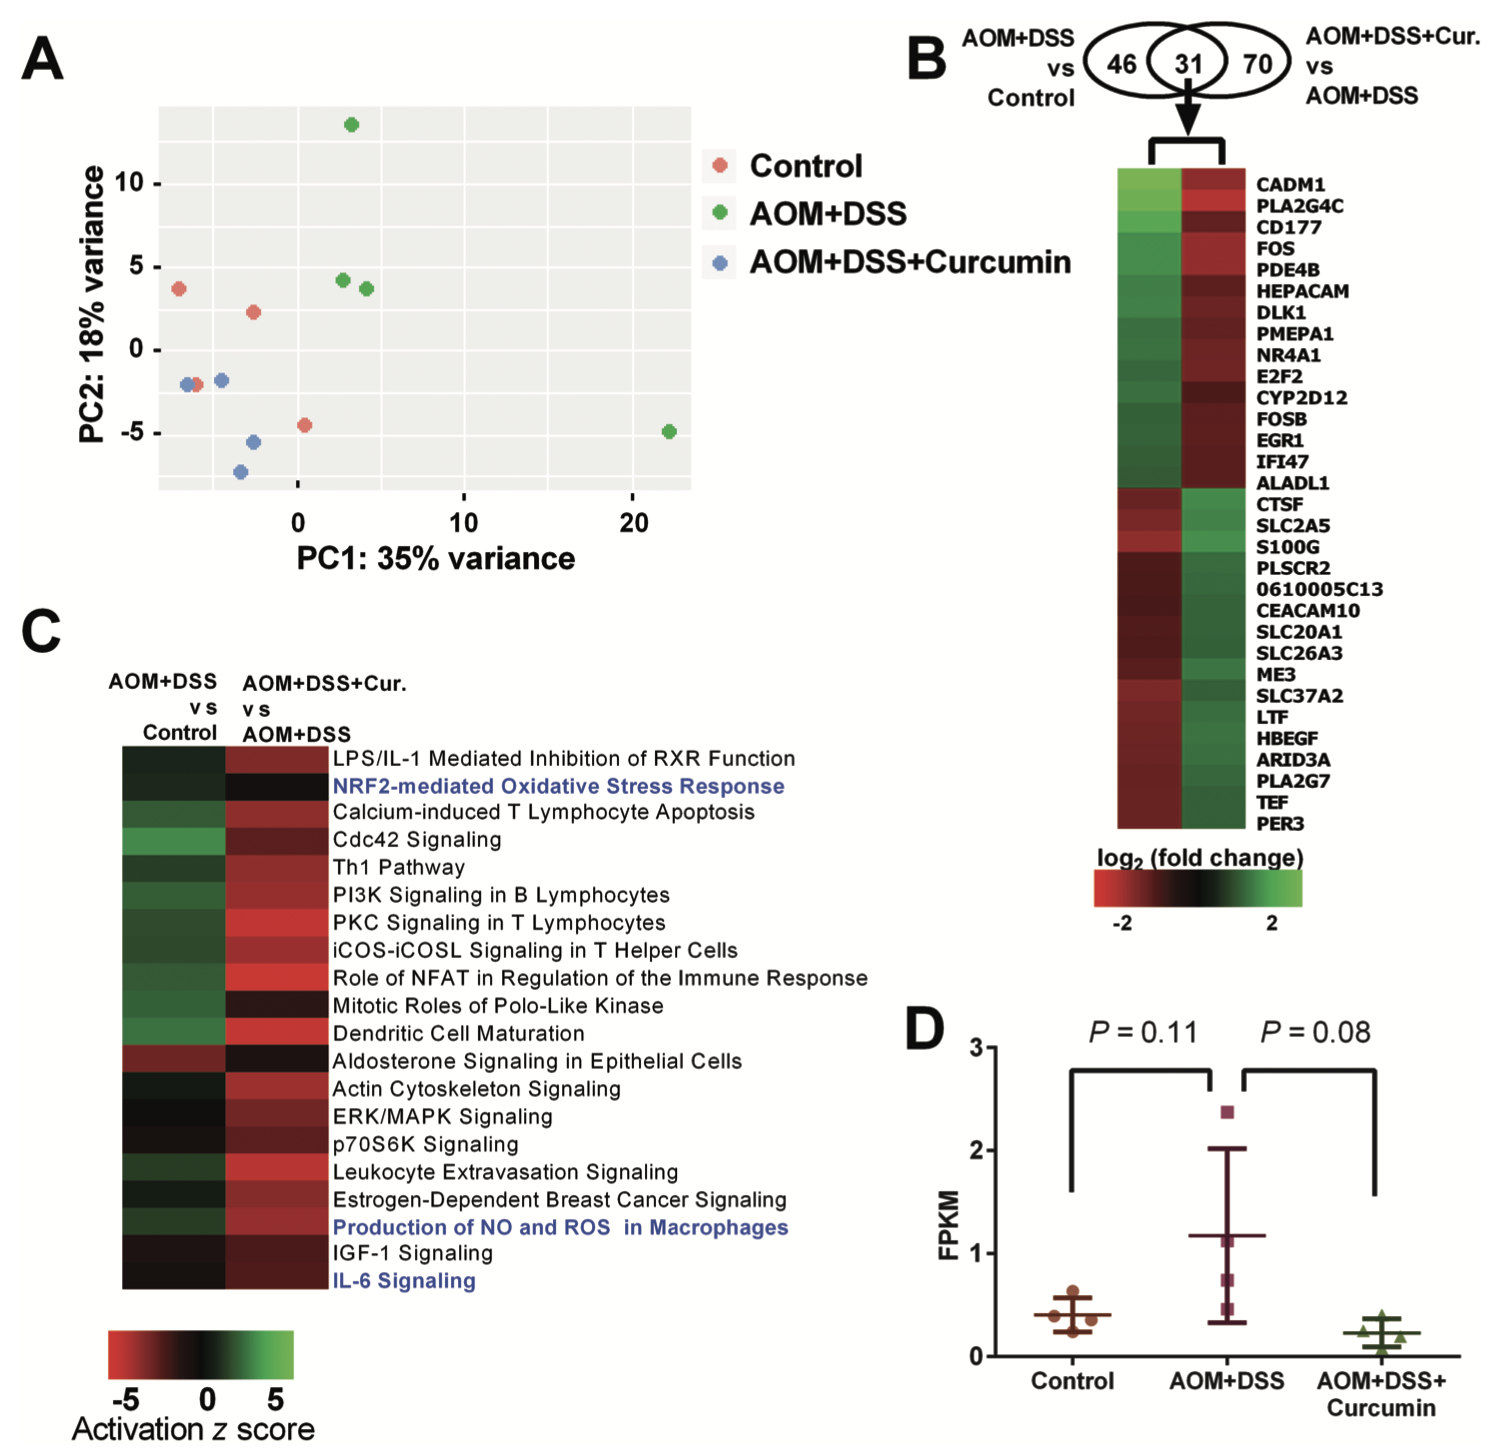 A
10
5
0
-5
PC2: 18% variance
0
10
20
PC1: 35% variance
Control
AOM+DSS
AOM+DSS+Curcumin
B
AOM+DSS
vs
Control
46
31
70
AOM+DSS+Cur.
vs
AOM+DSS
CADM1
PLA2G4C
CD177
FOS
PDE4B
HEPACAM
DLK1
PMEPA1
NR4A1
E2F2
CYP2D12
FOSB
EGR1
IFI47
ALADL1
CTSF
SLC2A5
S100G
PLSCR2
0610005C13
CEACAM10
SLC20A1
SLC26A3
ME3
SLC37A2
LTF
HBEGF
ARID3A
PLA2G7
TEF
PER3
log₂ (fold change)
-2
2
C
AOM+DSS
vs
Control
AOM+DSS+Cur.
vs
AOM+DSS
LPS/IL-1 Mediated Inhibition of RXR Function
NRF2-mediated Oxidative Stress Response
Calcium-induced T Lymphocyte Apoptosis
Cdc42 Signaling
Th1 Pathway
PI3K Signaling in B Lymphocytes
PKC Signaling in T Lymphocytes
iCOS-iCOSL Signaling in T Helper Cells
Role of NFAT in Regulation of the Immune Response
Mitotic Roles of Polo-Like Kinase
Dendritic Cell Maturation
Aldosterone Signaling in Epithelial Cells
Actin Cytoskeleton Signaling
ERK/MAPK Signaling
p70S6K Signaling
Leukocyte Extravasation Signaling
Estrogen-Dependent Breast Cancer Signaling
Production of NO and ROS in Macrophages
IGF-1 Signaling
IL-6 Signaling
-5
0
5
Activation z score
D
P = 0.11
P = 0.08
3
2
1
0
FPKM
Control
AOM+DSS
AOM+DSS+
Curcumin